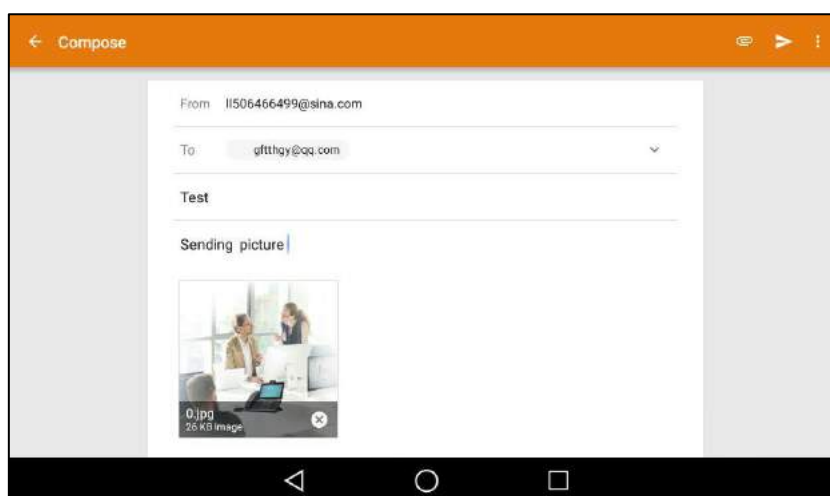 Compose
From ll506466499@sina.com
To gftthgy@qq.com
Test
Sending picture
0.jpg
26 KB image